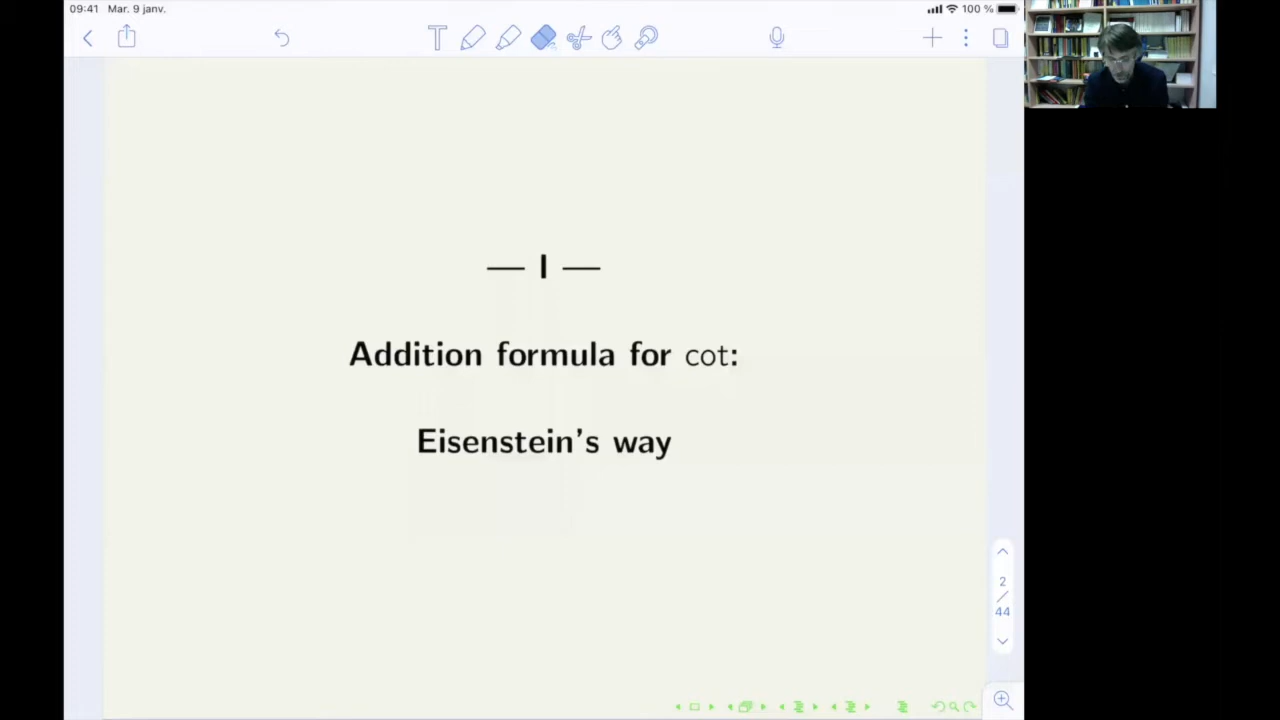 09:41 Mar. 9 janv.
100 %
— I —
Addition formula for cot:
Eisenstein's way
2
/
44